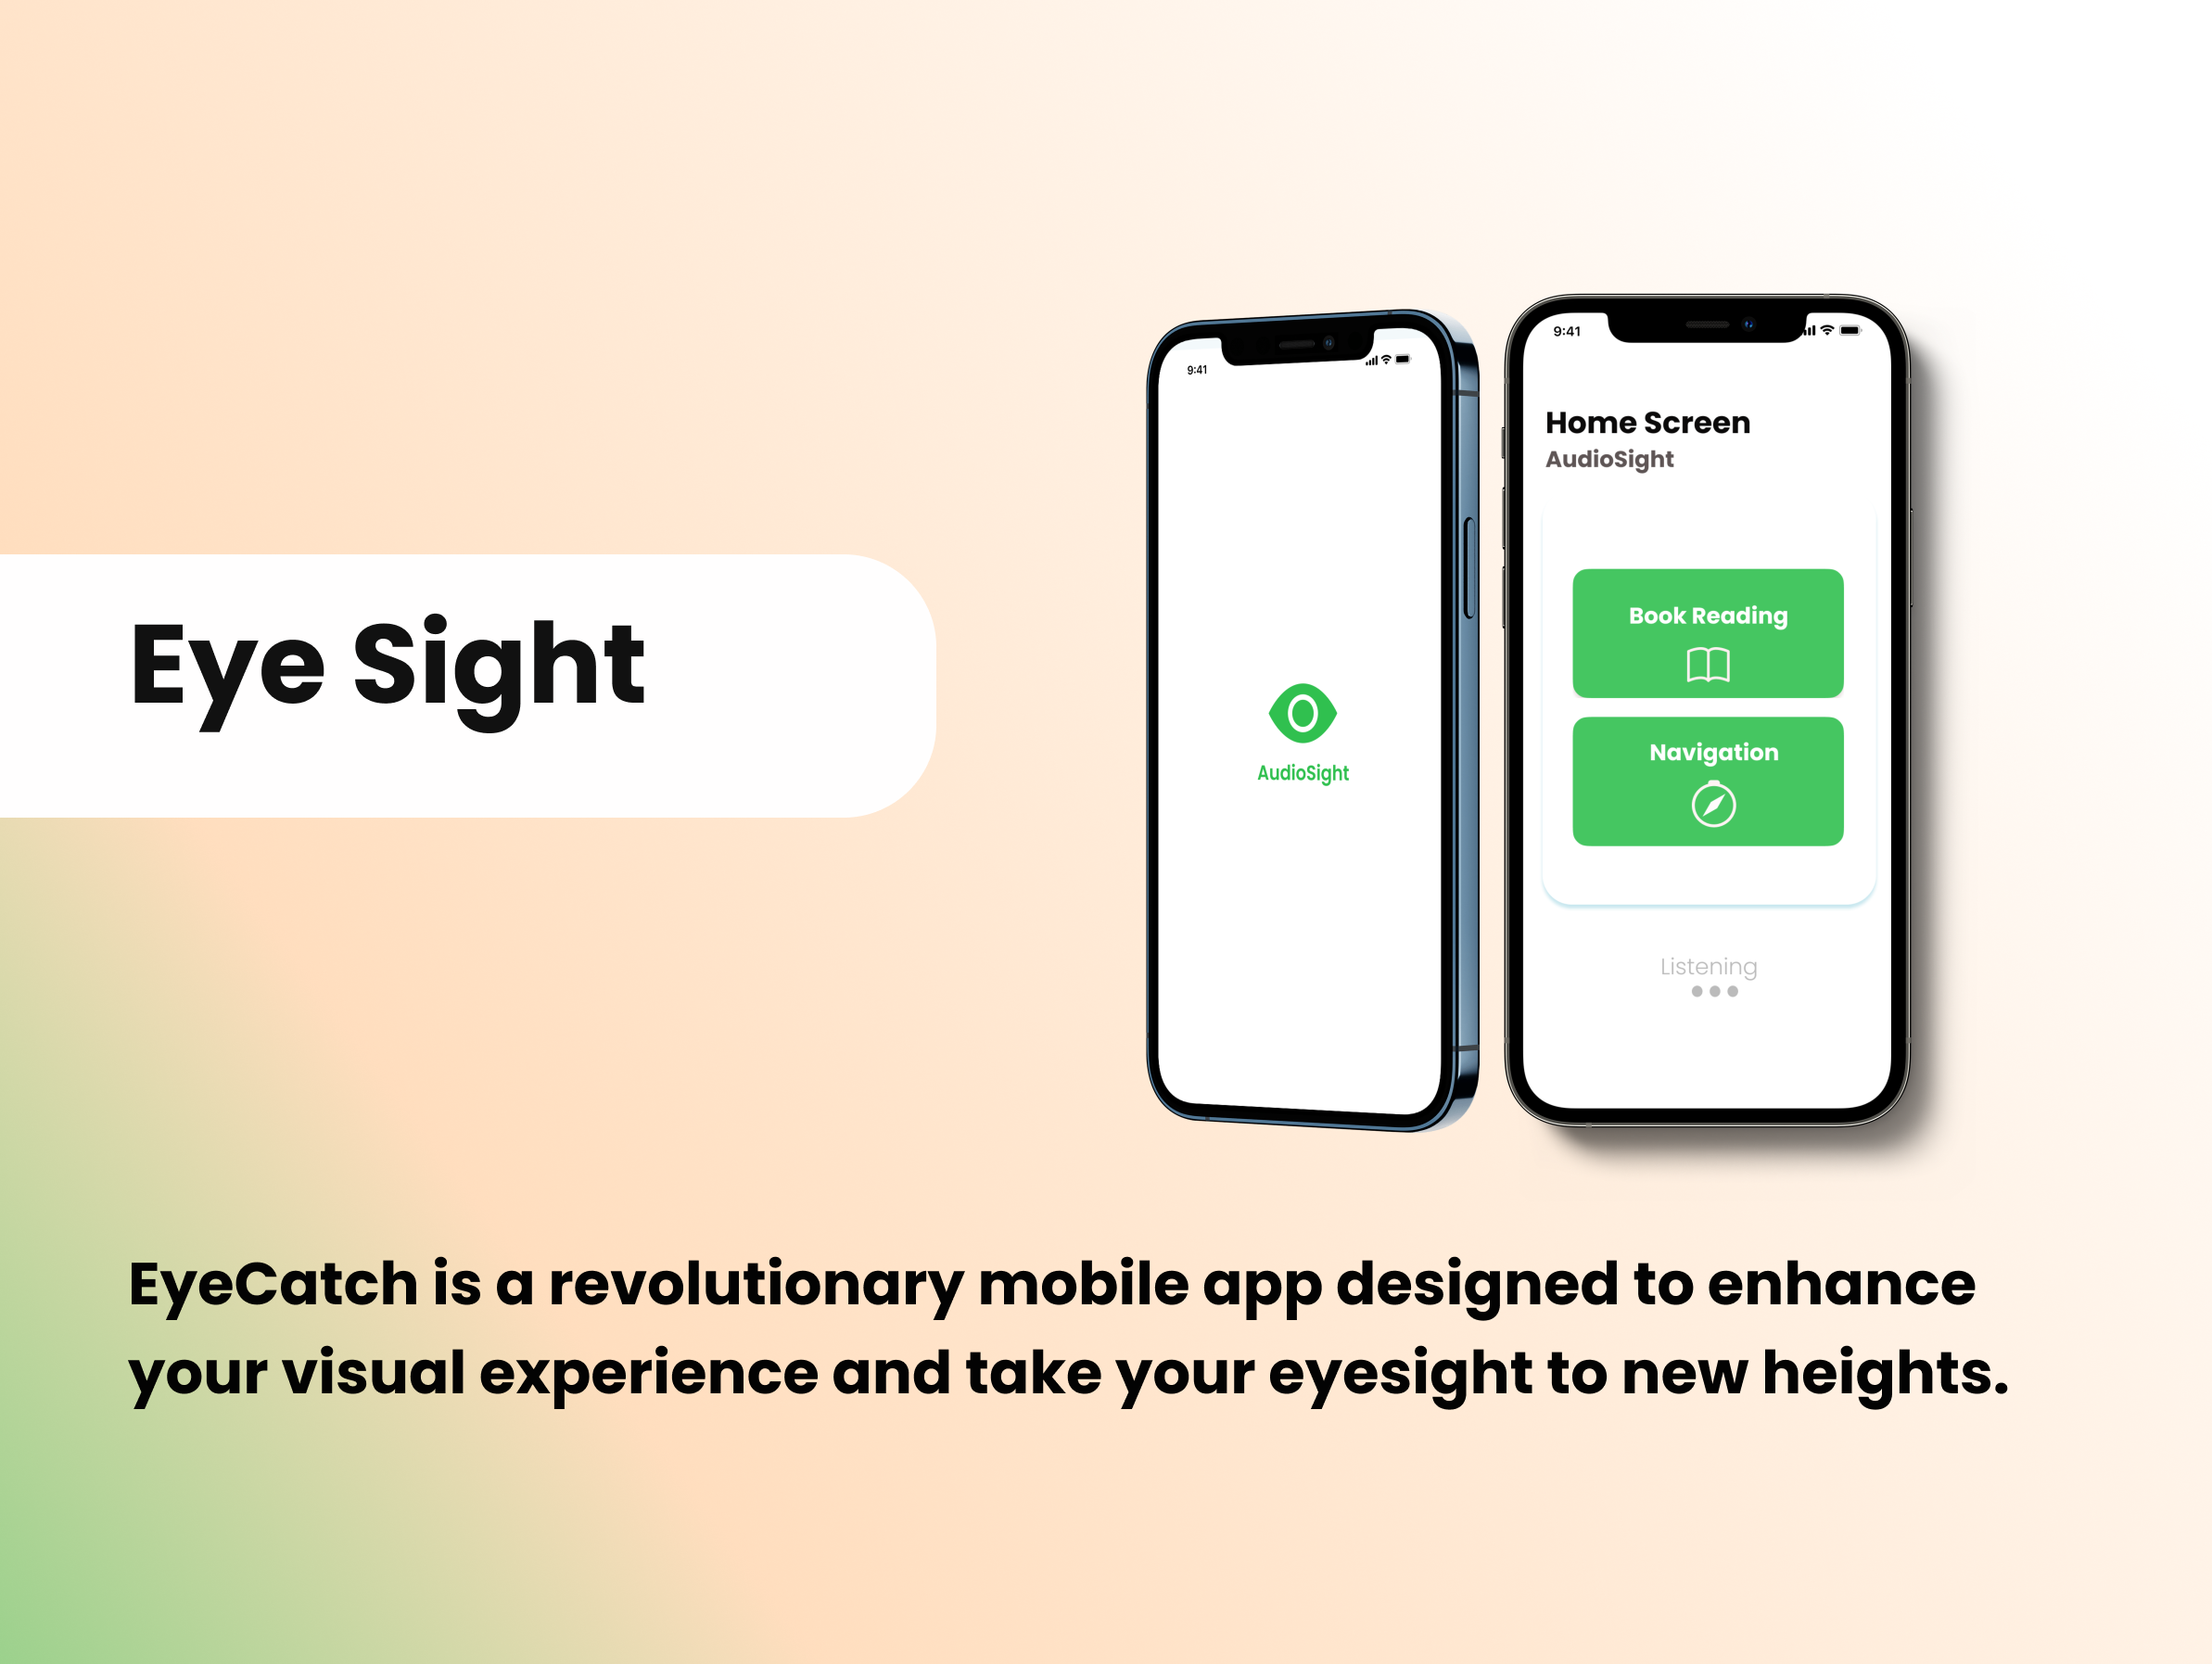 Eye Sight
9:41
AudioSight
9:41
Home Screen
AudioSight
Book Reading
Navigation
Listening
EyeCatch is a revolutionary mobile app designed to enhance
your visual experience and take your eyesight to new heights.